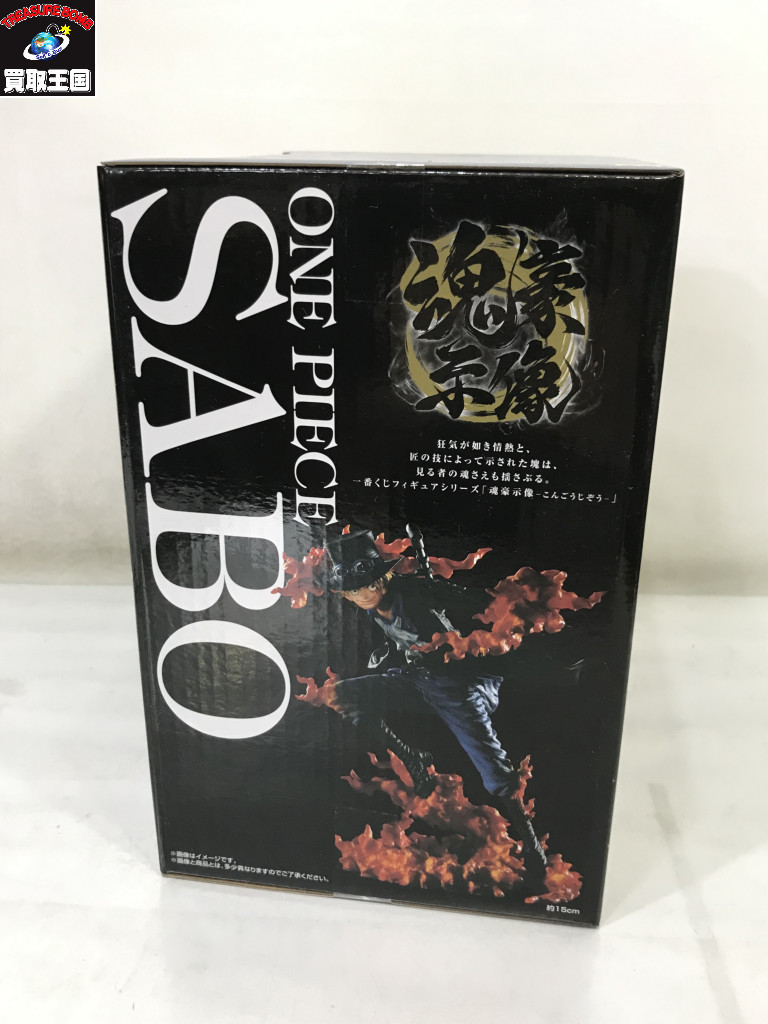 TREASURE BOMB
買取王国
ONE PIECE
SABO
魂豪
示像
狂気が如き情熱と、
匠の技によって示された塊は、
見る者の魂さえも揺さぶる。
一番くじフィギュアシリーズ「魂豪示像-こんごうじぞう-」
※画像はイメージです。
※画像と商品とは、多少異なりますのでご了承ください。
約15cm